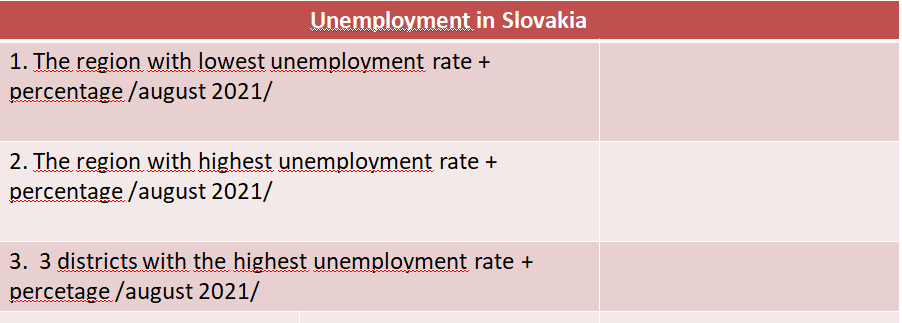 Unemployment in Slovakia
1. The region with lowest unemployment rate +
percentage /august 2021/
2. The region with highest unemployment rate +
percentage /august 2021/
3.  3 districts with the highest unemployment rate +
percetage /august 2021/